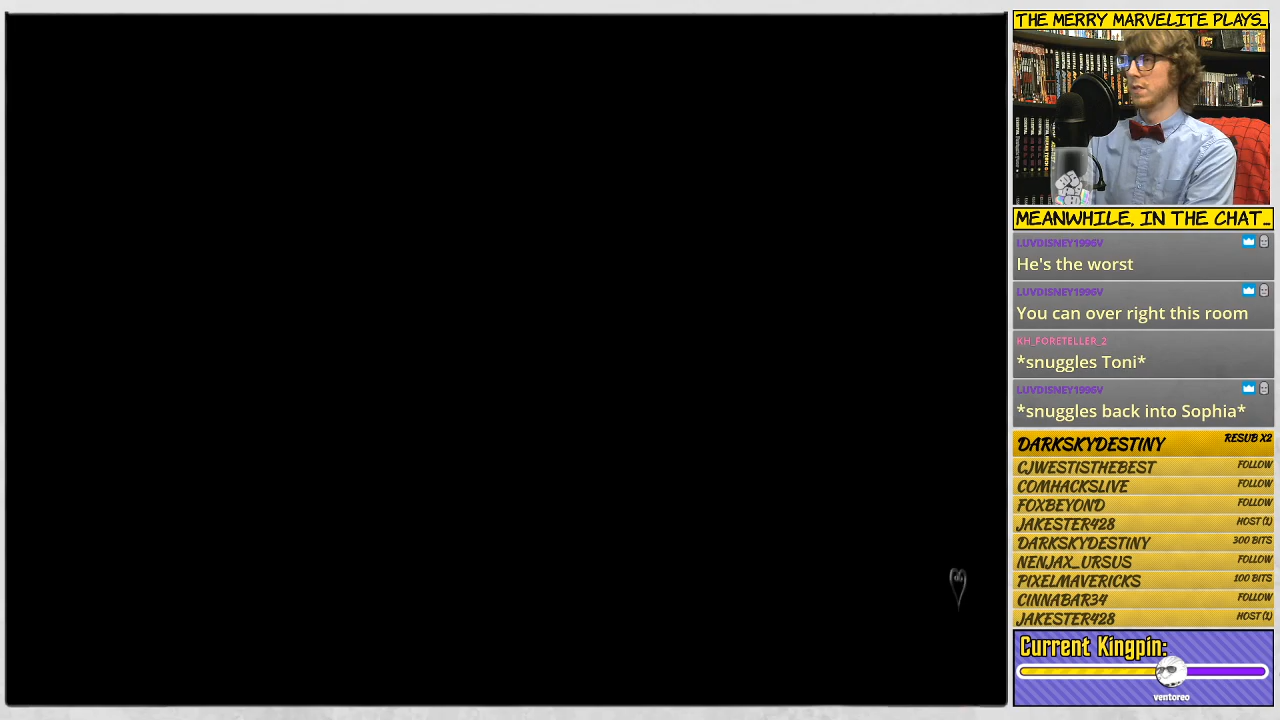 THE MERRY MARVELITE PLAYS...
MEANWHILE, IN THE CHAT...
LUVDISNEY1996V
He's the worst
LUVDISNEY1996V
You can over right this room
KH_FORETELLER_2
*snuggles Toni*
LUVDISNEY1996V
*snuggles back into Sophia*
DARKSKYDESTINY RESUB X2
CJWESTISTHEBEST FOLLOW
COMHACKSLIVE FOLLOW
FOXBEYOND FOLLOW
JAKESTER428 HOST (1)
DARKSKYDESTINY 300 BITS
NENJAX_URSUS FOLLOW
PIXELMAVERICKS 100 BITS
CINNABAR34 FOLLOW
JAKESTER428 HOST (1)
Current Kingpin:
ventoreo